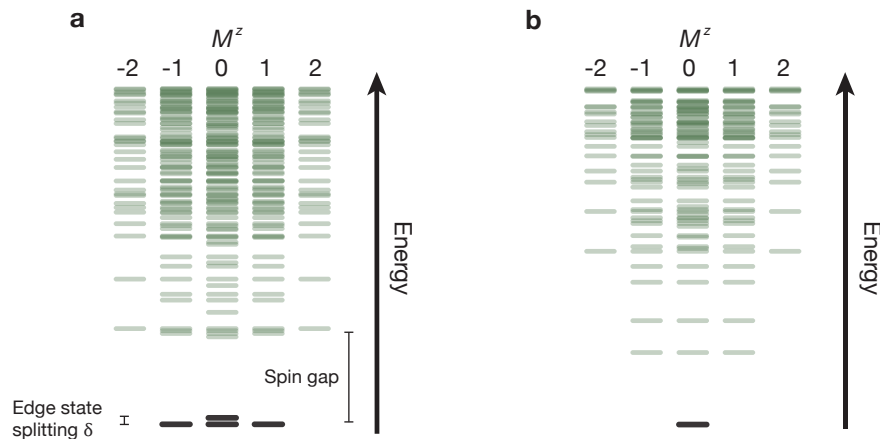 a
M^z
-2 -1 0 1 2
Energy
Spin gap
Edge state
splitting δ
b
M^z
-2 -1 0 1 2
Energy